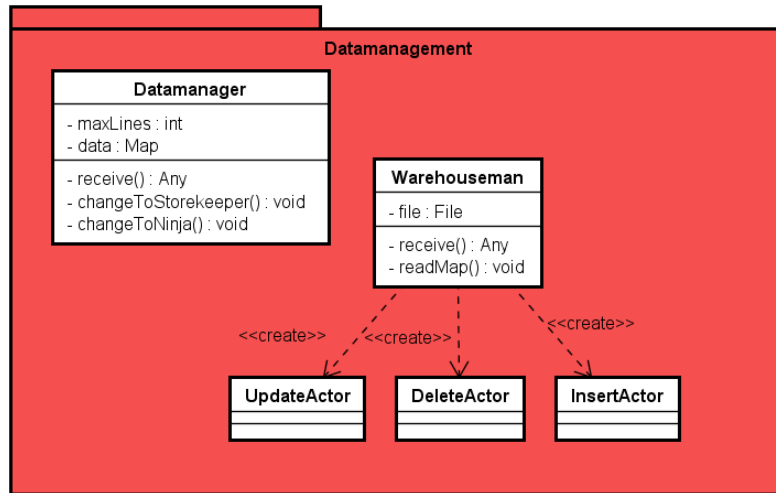 Datamanagement
Datamanager
- maxLines : int
- data : Map
- receive() : Any
- changeToStorekeeper() : void
- changeToNinja() : void
Warehouseman
- file : File
- receive() : Any
- readMap() : void
<<create>>
<<create>>
<<create>>
UpdateActor
DeleteActor
InsertActor